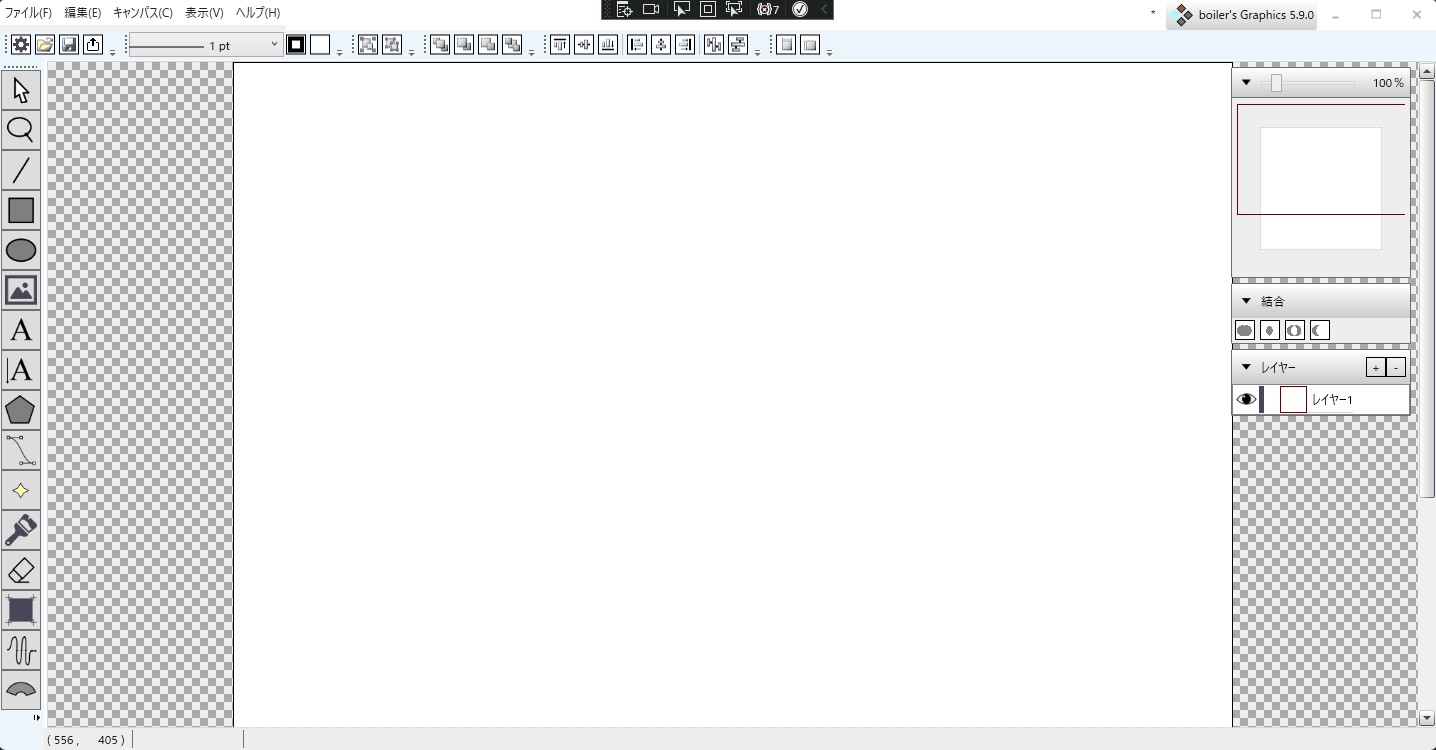 ファイル(F) 編集(E) キャンバス(C) 表示(V) ヘルプ(H) 7 * boiler's Graphics 5.9.0
1 pt
100 %
A
A
結合
レイヤー + -
レイヤー1
( 556 , 405 )